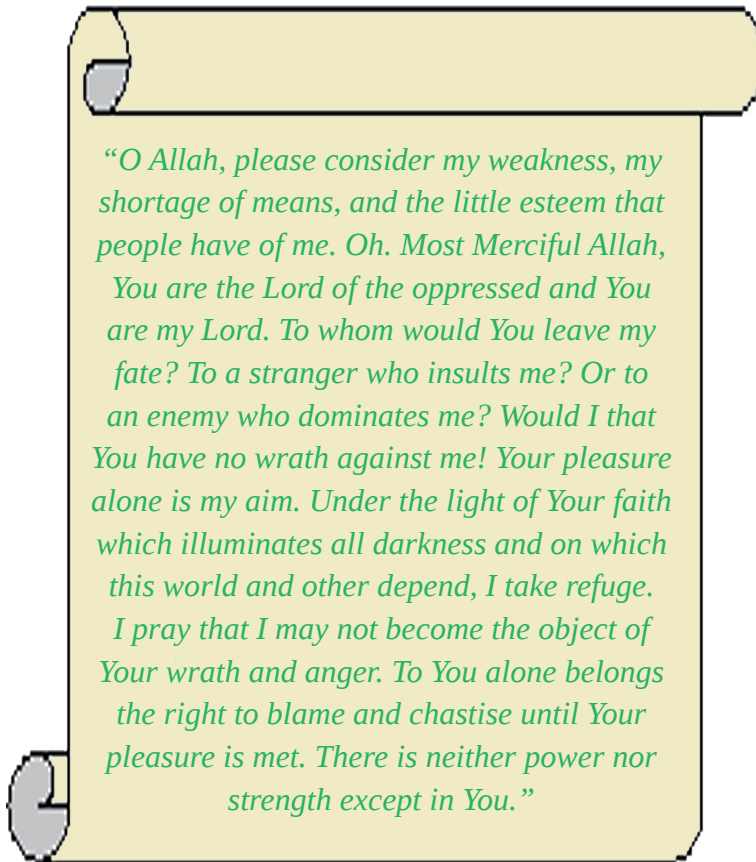 “O Allah, please consider my weakness, my
shortage of means, and the little esteem that
people have of me. Oh. Most Merciful Allah,
You are the Lord of the oppressed and You
are my Lord. To whom would You leave my
fate? To a stranger who insults me? Or to
an enemy who dominates me? Would I that
You have no wrath against me! Your pleasure
alone is my aim. Under the light of Your faith
which illuminates all darkness and on which
this world and other depend, I take refuge.
I pray that I may not become the object of
Your wrath and anger. To You alone belongs
the right to blame and chastise until Your
pleasure is met. There is neither power nor
strength except in You.”